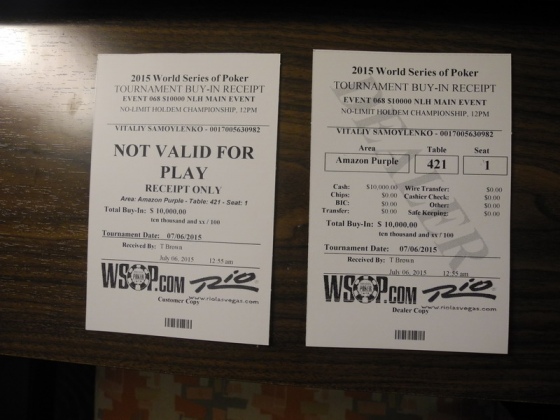 2015 World Series of Poker
TOURNAMENT BUY-IN RECEIPT
EVENT 068 $10000 NLH MAIN EVENT
NO-LIMIT HOLDEM CHAMPIONSHIP, 12PM
VITALIY SAMOYLENKO - 0017005630982
NOT VALID FOR
PLAY
RECEIPT ONLY
Area: Amazon Purple - Table: 421 - Seat: 1
Total Buy-In: $ 10,000.00
ten thousand and xx / 100
Tournament Date: 07/06/2015
Received By: T Brown
July 06, 2015 12:55 am
WSOP.COM RIO
www.riolasvegas.com
Customer Copy
2015 World Series of Poker
TOURNAMENT BUY-IN RECEIPT
EVENT 068 $10000 NLH MAIN EVENT
NO-LIMIT HOLDEM CHAMPIONSHIP, 12PM
DEALER
VITALIY SAMOYLENKO - 0017005630982
Area Table Seat
Amazon Purple 421 1
Cash: $10,000.00 Wire Transfer: $0.00
Chips: $0.00 Cashier Check: $0.00
BIC: $0.00 Other: $0.00
Transfer: $0.00 Safe Keeping: $0.00
Total Buy-In: $ 10,000.00
ten thousand and xx / 100
Tournament Date: 07/06/2015
Received By: T Brown
July 06, 2015 12:55 am
WSOP.COM RIO
www.riolasvegas.com
Dealer Copy